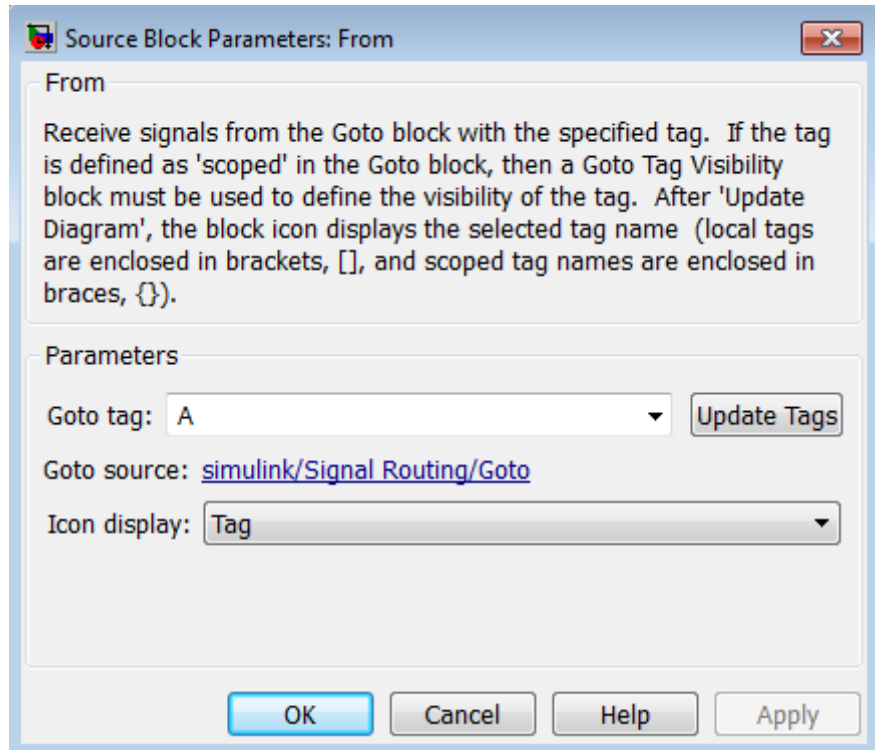 Source Block Parameters: From
From
Receive signals from the Goto block with the specified tag.  If the tag
is defined as 'scoped' in the Goto block, then a Goto Tag Visibility
block must be used to define the visibility of the tag.  After 'Update
Diagram', the block icon displays the selected tag name  (local tags
are enclosed in brackets, [], and scoped tag names are enclosed in
braces, {}).
Parameters
Goto tag: A Update Tags
Goto source: simulink/Signal Routing/Goto
Icon display: Tag
OK Cancel Help Apply